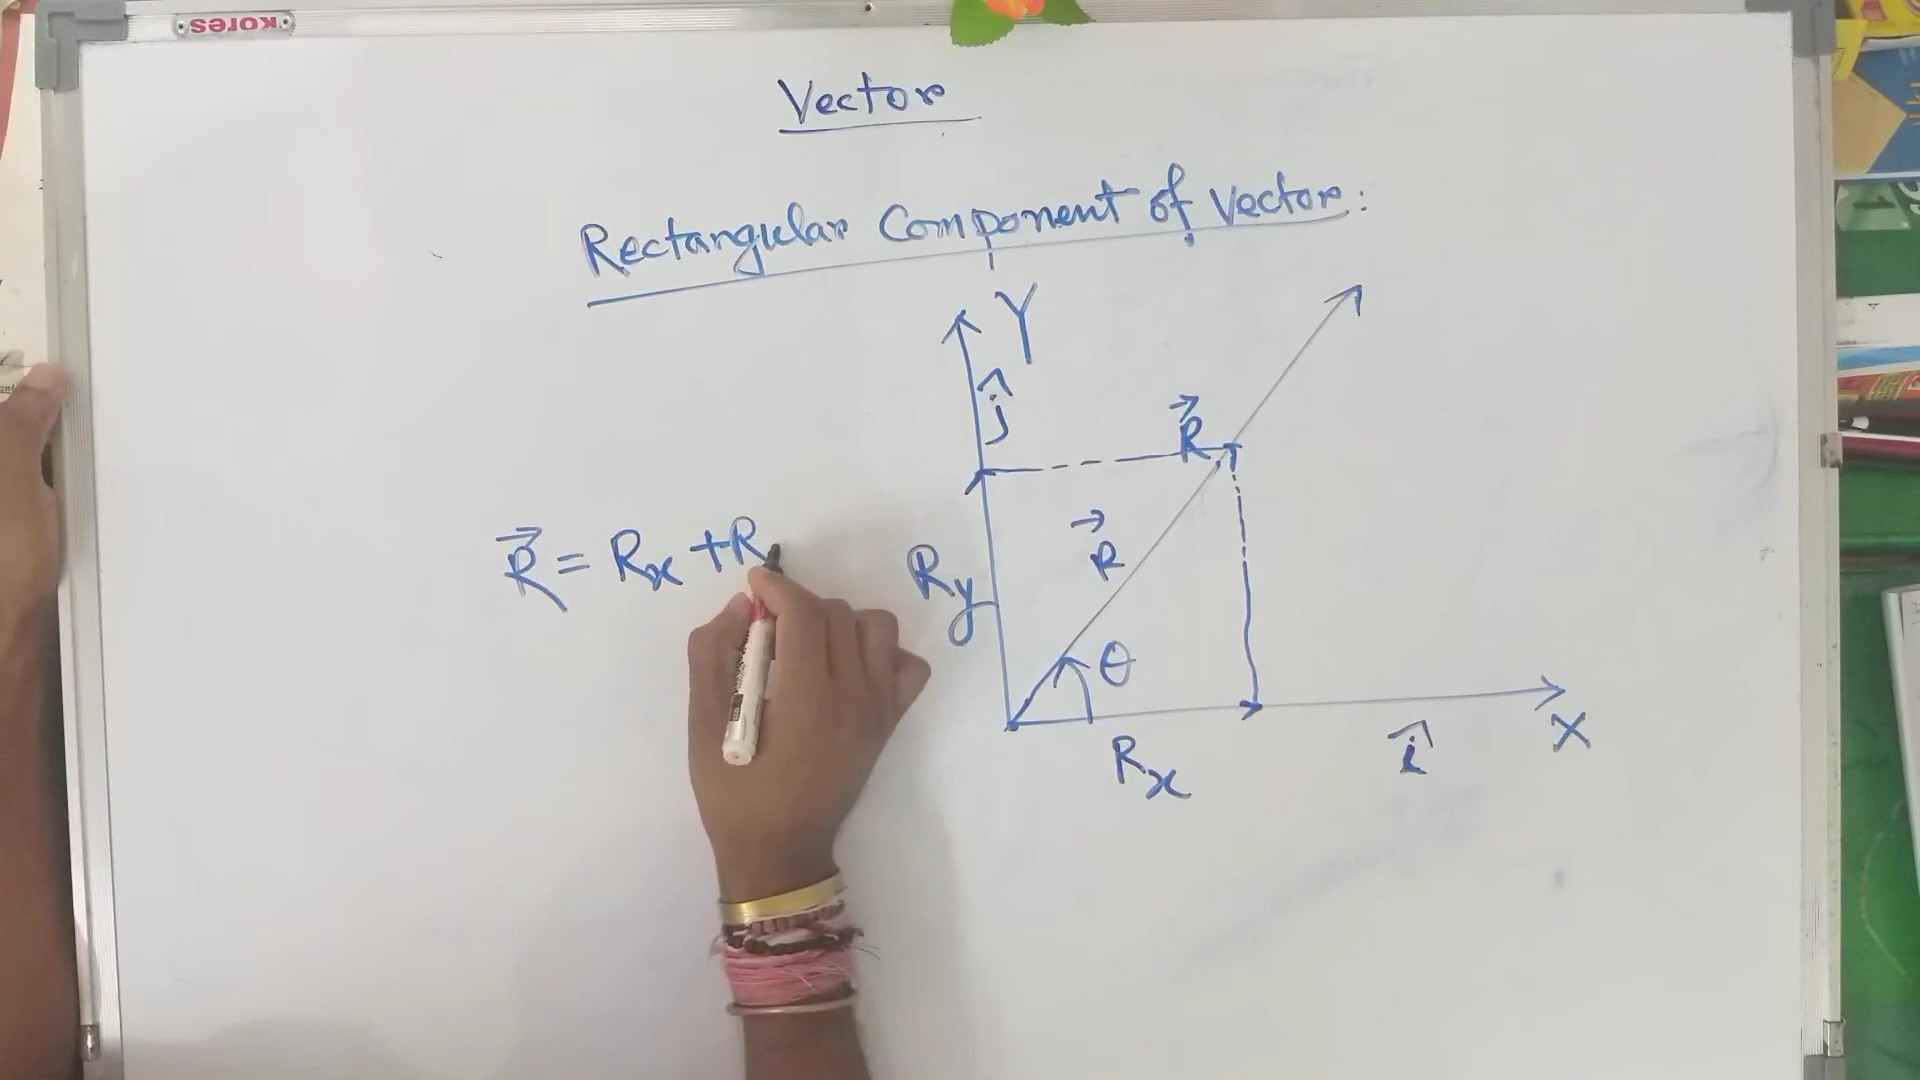 KORES
Vector
Rectangular Component of Vector:
Y
ĵ
R⃗
R⃗
R⃗ = Rx + R
Ry
θ
Rx
î
X